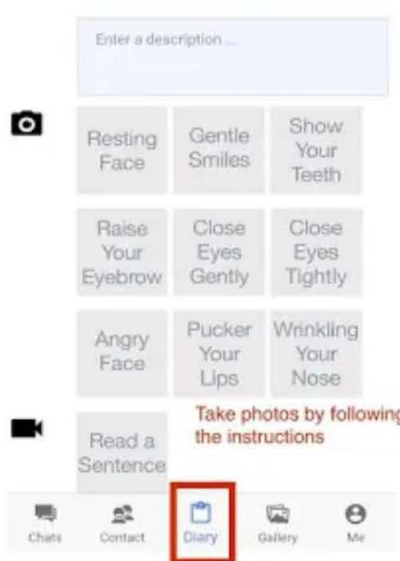 Enter a description ...
Resting
Face
Gentle
Smiles
Show
Your
Teeth
Raise
Your
Eyebrow
Close
Eyes
Gently
Close
Eyes
Tightly
Angry
Face
Pucker
Your
Lips
Wrinkling
Your
Nose
Take photos by following
the instructions
Read a
Sentence
Chats
Contact
Diary
Gallery
Me